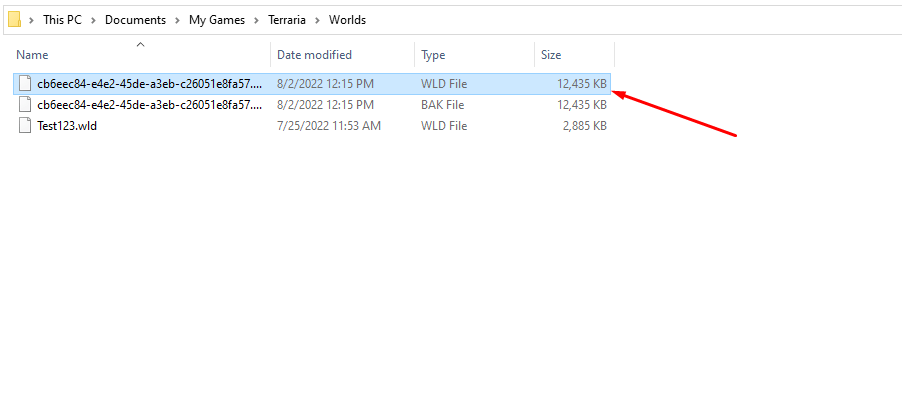 This PC > Documents > My Games > Terraria > Worlds
Name Date modified Type Size
cb6eec84-e4e2-45de-a3eb-c26051e8fa57.... 8/2/2022 12:15 PM WLD File 12,435 KB
cb6eec84-e4e2-45de-a3eb-c26051e8fa57.... 8/2/2022 12:15 PM BAK File 12,435 KB
Test123.wld 7/25/2022 11:53 AM WLD File 2,885 KB